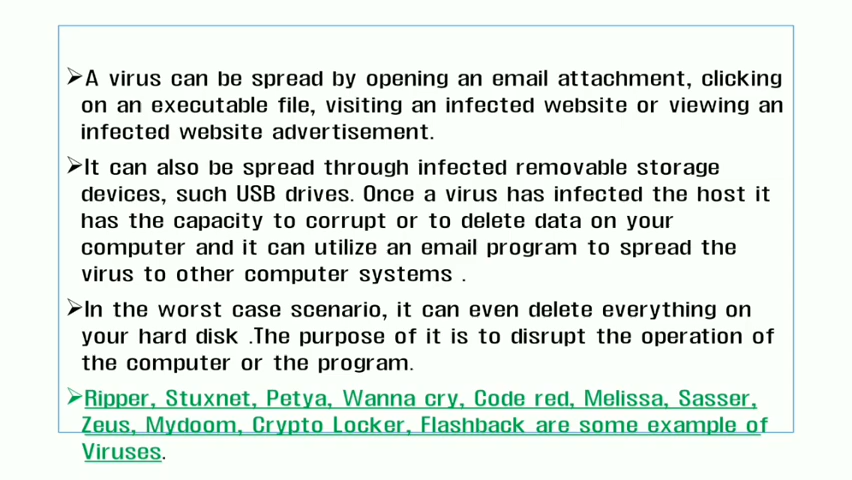 ➢A virus can be spread by opening an email attachment, clicking
on an executable file, visiting an infected website or viewing an
infected website advertisement.
➢It can also be spread through infected removable storage
devices, such USB drives. Once a virus has infected the host it
has the capacity to corrupt or to delete data on your
computer and it can utilize an email program to spread the
virus to other computer systems .
➢In the worst case scenario, it can even delete everything on
your hard disk .The purpose of it is to disrupt the operation of
the computer or the program.
➢Ripper, Stuxnet, Petya, Wanna cry, Code red, Melissa, Sasser,
Zeus, Mydoom, Crypto Locker, Flashback are some example of
Viruses.